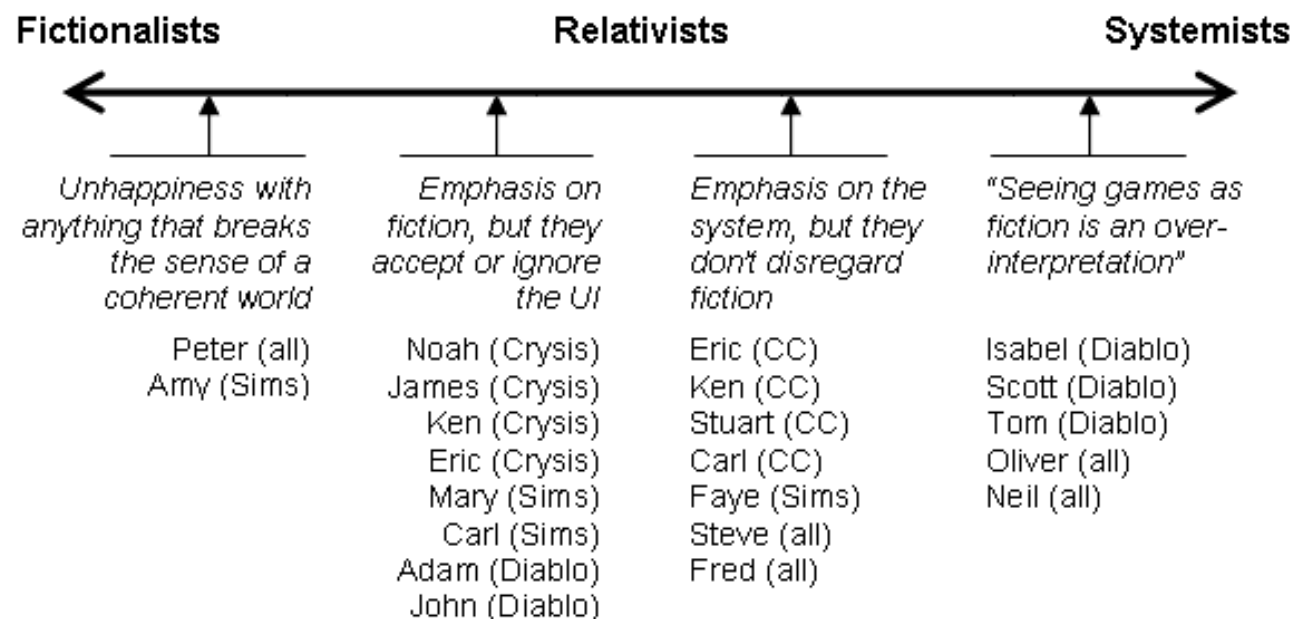 Fictionalists
Relativists
Systemists
Unhappiness with
anything that breaks
the sense of a
coherent world
Peter (all)
Amy (Sims)
Emphasis on
fiction, but they
accept or ignore
the UI
Noah (Crysis)
James (Crysis)
Ken (Crysis)
Eric (Crysis)
Mary (Sims)
Carl (Sims)
Adam (Diablo)
John (Diablo)
Emphasis on the
system, but they
don't disregard
fiction
Eric (CC)
Ken (CC)
Stuart (CC)
Carl (CC)
Faye (Sims)
Steve (all)
Fred (all)
"Seeing games as
fiction is an over-
interpretation"
Isabel (Diablo)
Scott (Diablo)
Tom (Diablo)
Oliver (all)
Neil (all)